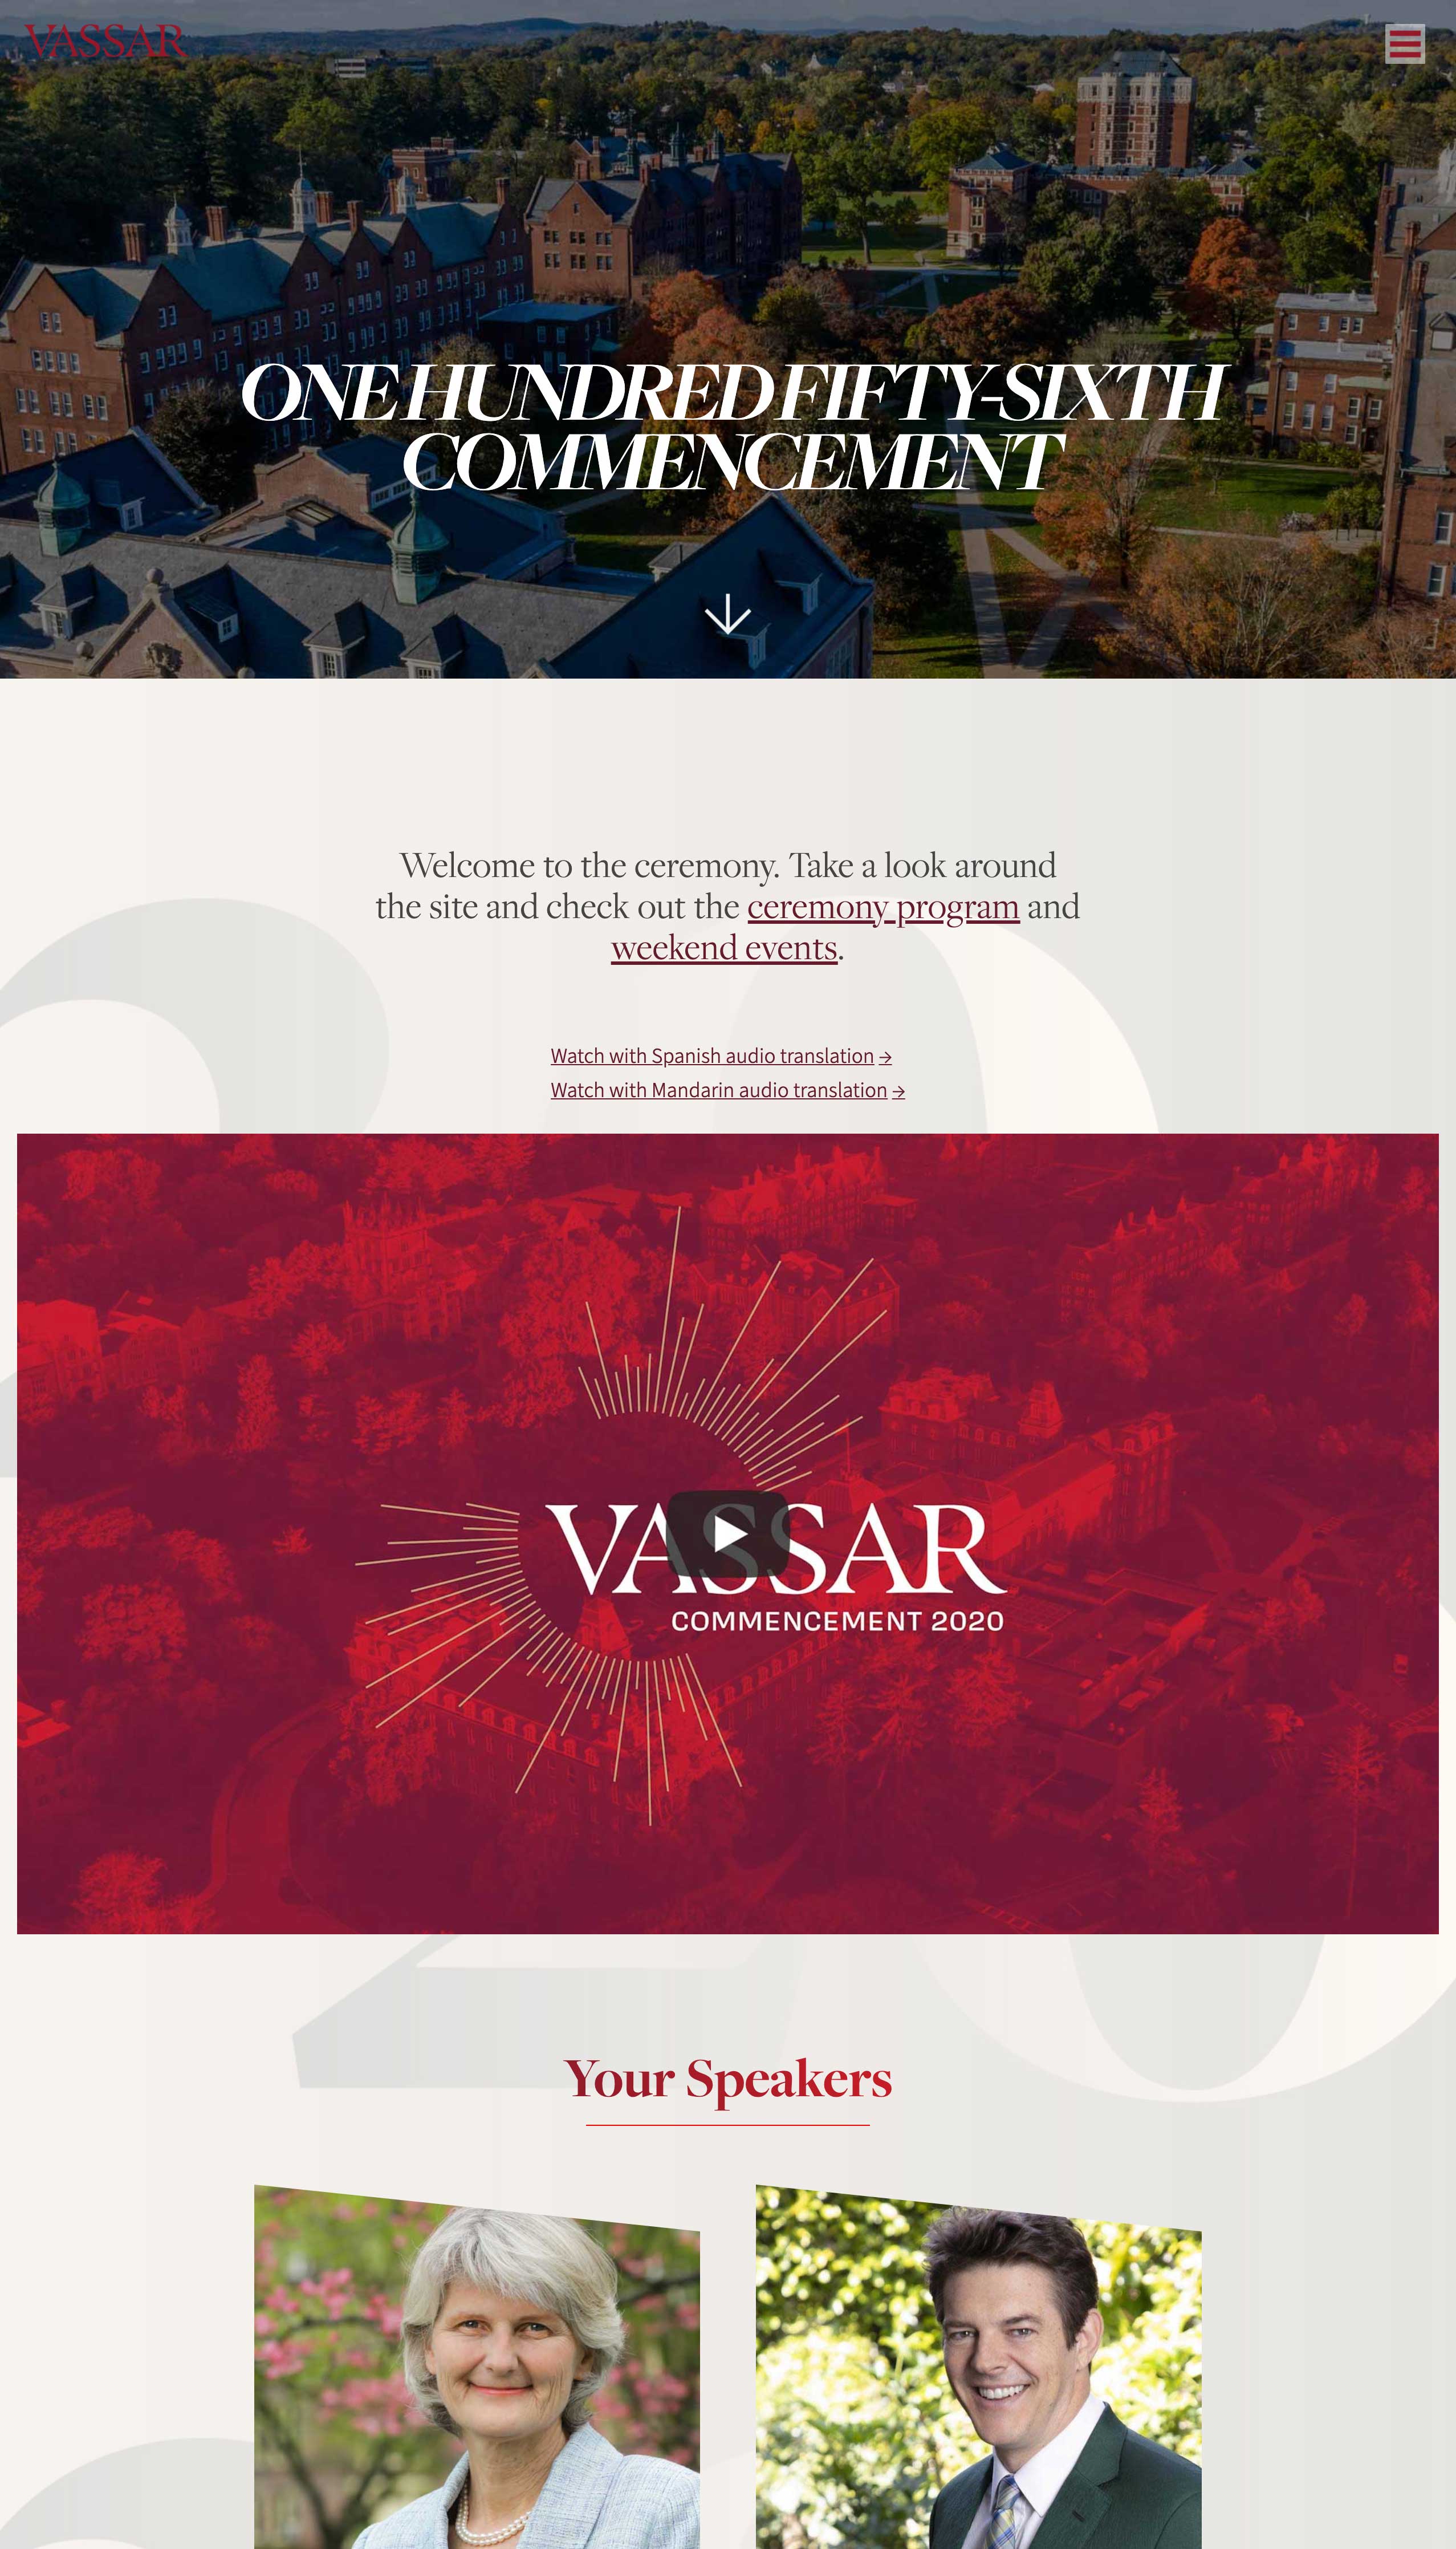 VASSAR
ONE HUNDRED FIFTY-SIXTH
COMMENCEMENT
Welcome to the ceremony. Take a look around
the site and check out the ceremony program and
weekend events.
Watch with Spanish audio translation →
Watch with Mandarin audio translation →
VASSAR
COMMENCEMENT 2020
Your Speakers